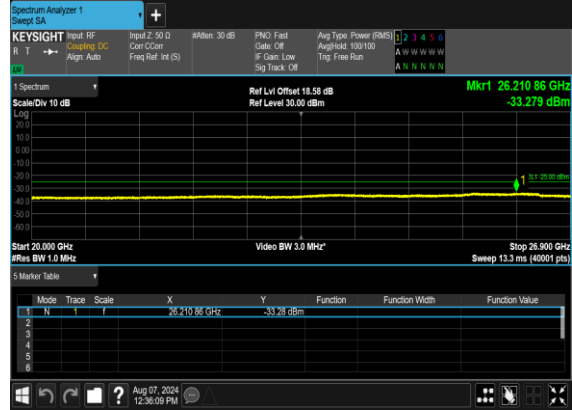 Spectrum Analyzer 1
Swept SA
+
KEYSIGHT Input: RF Input Z: 50 Ω #Atten: 30 dB PNO: Fast Avg Type: Power (RMS) 1 2 3 4 5 6
R T Coupling: DC Corr CCorr Gate: Off Avg|Hold: 100/100 A W W W W W
Align: Auto Freq Ref: Int (S) IF Gain: Low Trig: Free Run
Sig Track: Off A N N N N N
1 Spectrum Ref Lvl Offset 18.58 dB Mkr1 26.210 86 GHz
Scale/Div 10 dB Ref Level 30.00 dBm -33.279 dBm
Log
20.0
10.0
0.00
-10.0
-20.0
1 TL1 -25.00 dBm
-30.0
-40.0
-50.0
-60.0
Start 20.000 GHz Video BW 3.0 MHz* Stop 26.900 GHz
#Res BW 1.0 MHz Sweep 13.3 ms (40001 pts)
5 Marker Table
Mode Trace Scale X Y Function Function Width Function Value
1 N 1 f 26.210 86 GHz -33.28 dBm
2
3
4
5
6
? Aug 07, 2024
12:36:09 PM